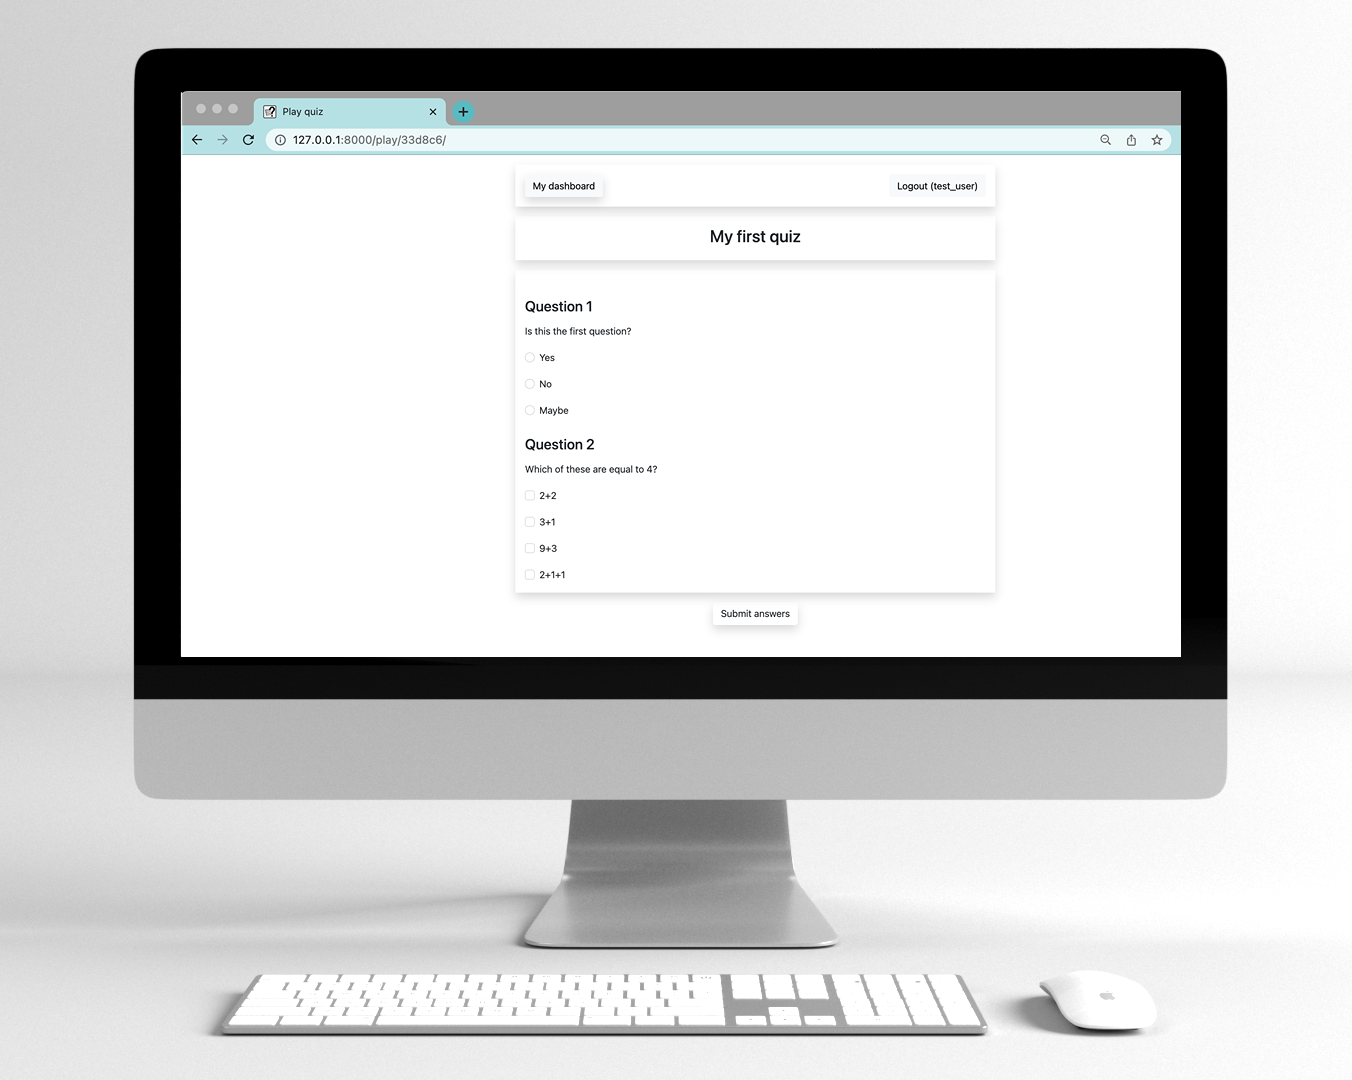 Play quiz
127.0.0.1:8000/play/33d8c6/
My dashboard
Logout (test_user)
My first quiz
Question 1
Is this the first question?
Yes
No
Maybe
Question 2
Which of these are equal to 4?
2+2
3+1
9+3
2+1+1
Submit answers